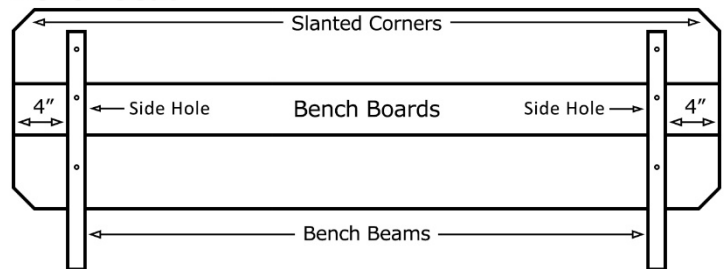 Slanted Corners
4″ Side Hole Bench Boards Side Hole 4″
Bench Beams